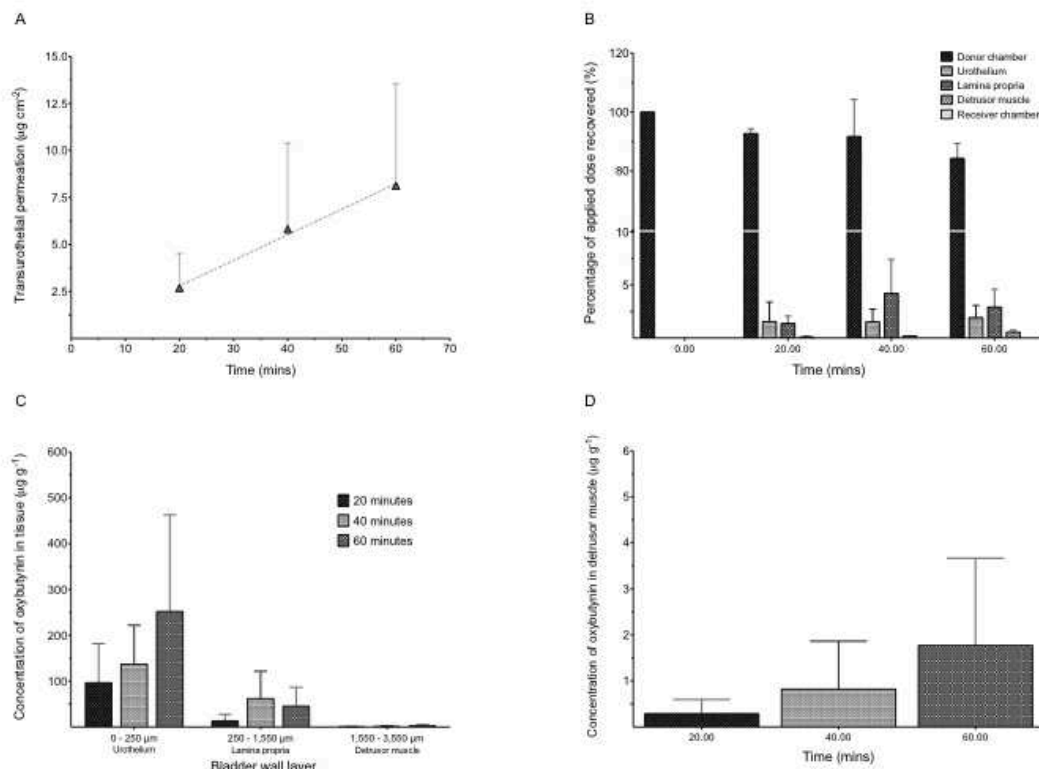 A
15.0
12.5
10.0
7.5
5.0
2.5
0 10 20 30 40 50 60 70
Time (mins)
Transurothelial permeation (µg cm⁻²)
B
120
100
80
10
5
0.00 20.00 40.00 60.00
Time (mins)
Percentage of applied dose recovered (%)
Donor chamber
Urothelium
Lamina propria
Detrusor muscle
Receiver chamber
C
600
500
400
300
200
100
0 - 250 µm 250 - 1,550 µm 1,550 - 3,550 µm
Urothelium Lamina propria Detrusor muscle
Bladder wall layer
Concentration of oxybutynin in tissue (µg g⁻¹)
20 minutes
40 minutes
60 minutes
D
6
5
4
3
2
1
20.00 40.00 60.00
Time (mins)
Concentration of oxybutynin in detrusor muscle (µg g⁻¹)